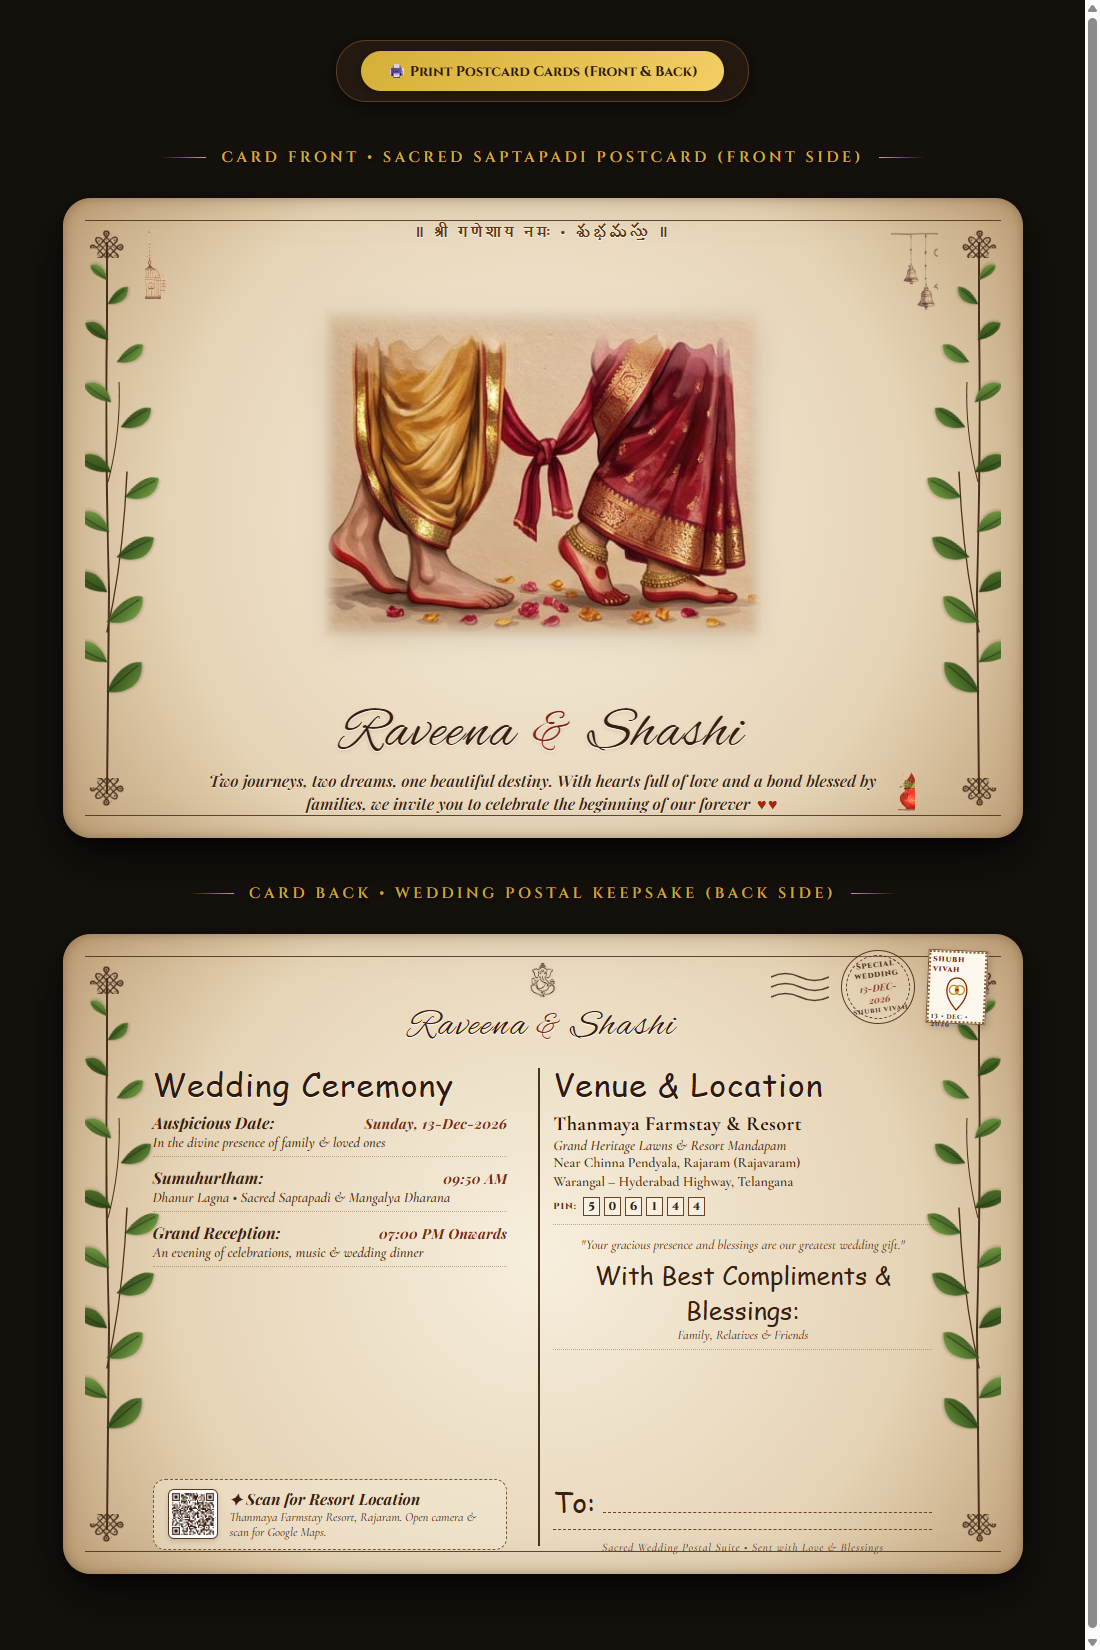 🖨️ Print Postcard Cards (Front & Back)
CARD FRONT • SACRED SAPTAPADI POSTCARD (FRONT SIDE)
॥ श्री गणेशाय नमः • శుభమస్తు ॥
Raveena & Shashi
Two journeys, two dreams, one beautiful destiny. With hearts full of love and a bond blessed by
families, we invite you to celebrate the beginning of our forever ♥♥
CARD BACK • WEDDING POSTAL KEEPSAKE (BACK SIDE)
SPECIAL
WEDDING
13-DEC-
2026
SHUBH VIVAH
SHUBH
VIVAH
13 • DEC •
2026
Raveena & Shashi
Wedding Ceremony
Auspicious Date: Sunday, 13-Dec-2026
In the divine presence of family & loved ones
Sumuhurtham: 09:50 AM
Dhanur Lagna • Sacred Saptapadi & Mangalya Dharana
Grand Reception: 07:00 PM Onwards
An evening of celebrations, music & wedding dinner
✦ Scan for Resort Location
Thanmaya Farmstay Resort, Rajaram. Open camera &
scan for Google Maps.
Venue & Location
Thanmaya Farmstay & Resort
Grand Heritage Lawns & Resort Mandapam
Near Chinna Pendyala, Rajaram (Rajavaram)
Warangal – Hyderabad Highway, Telangana
PIN: 5 0 6 1 4 4
"Your gracious presence and blessings are our greatest wedding gift."
With Best Compliments &
Blessings:
Family, Relatives & Friends
To:
Sacred Wedding Postal Suite • Sent with Love & Blessings